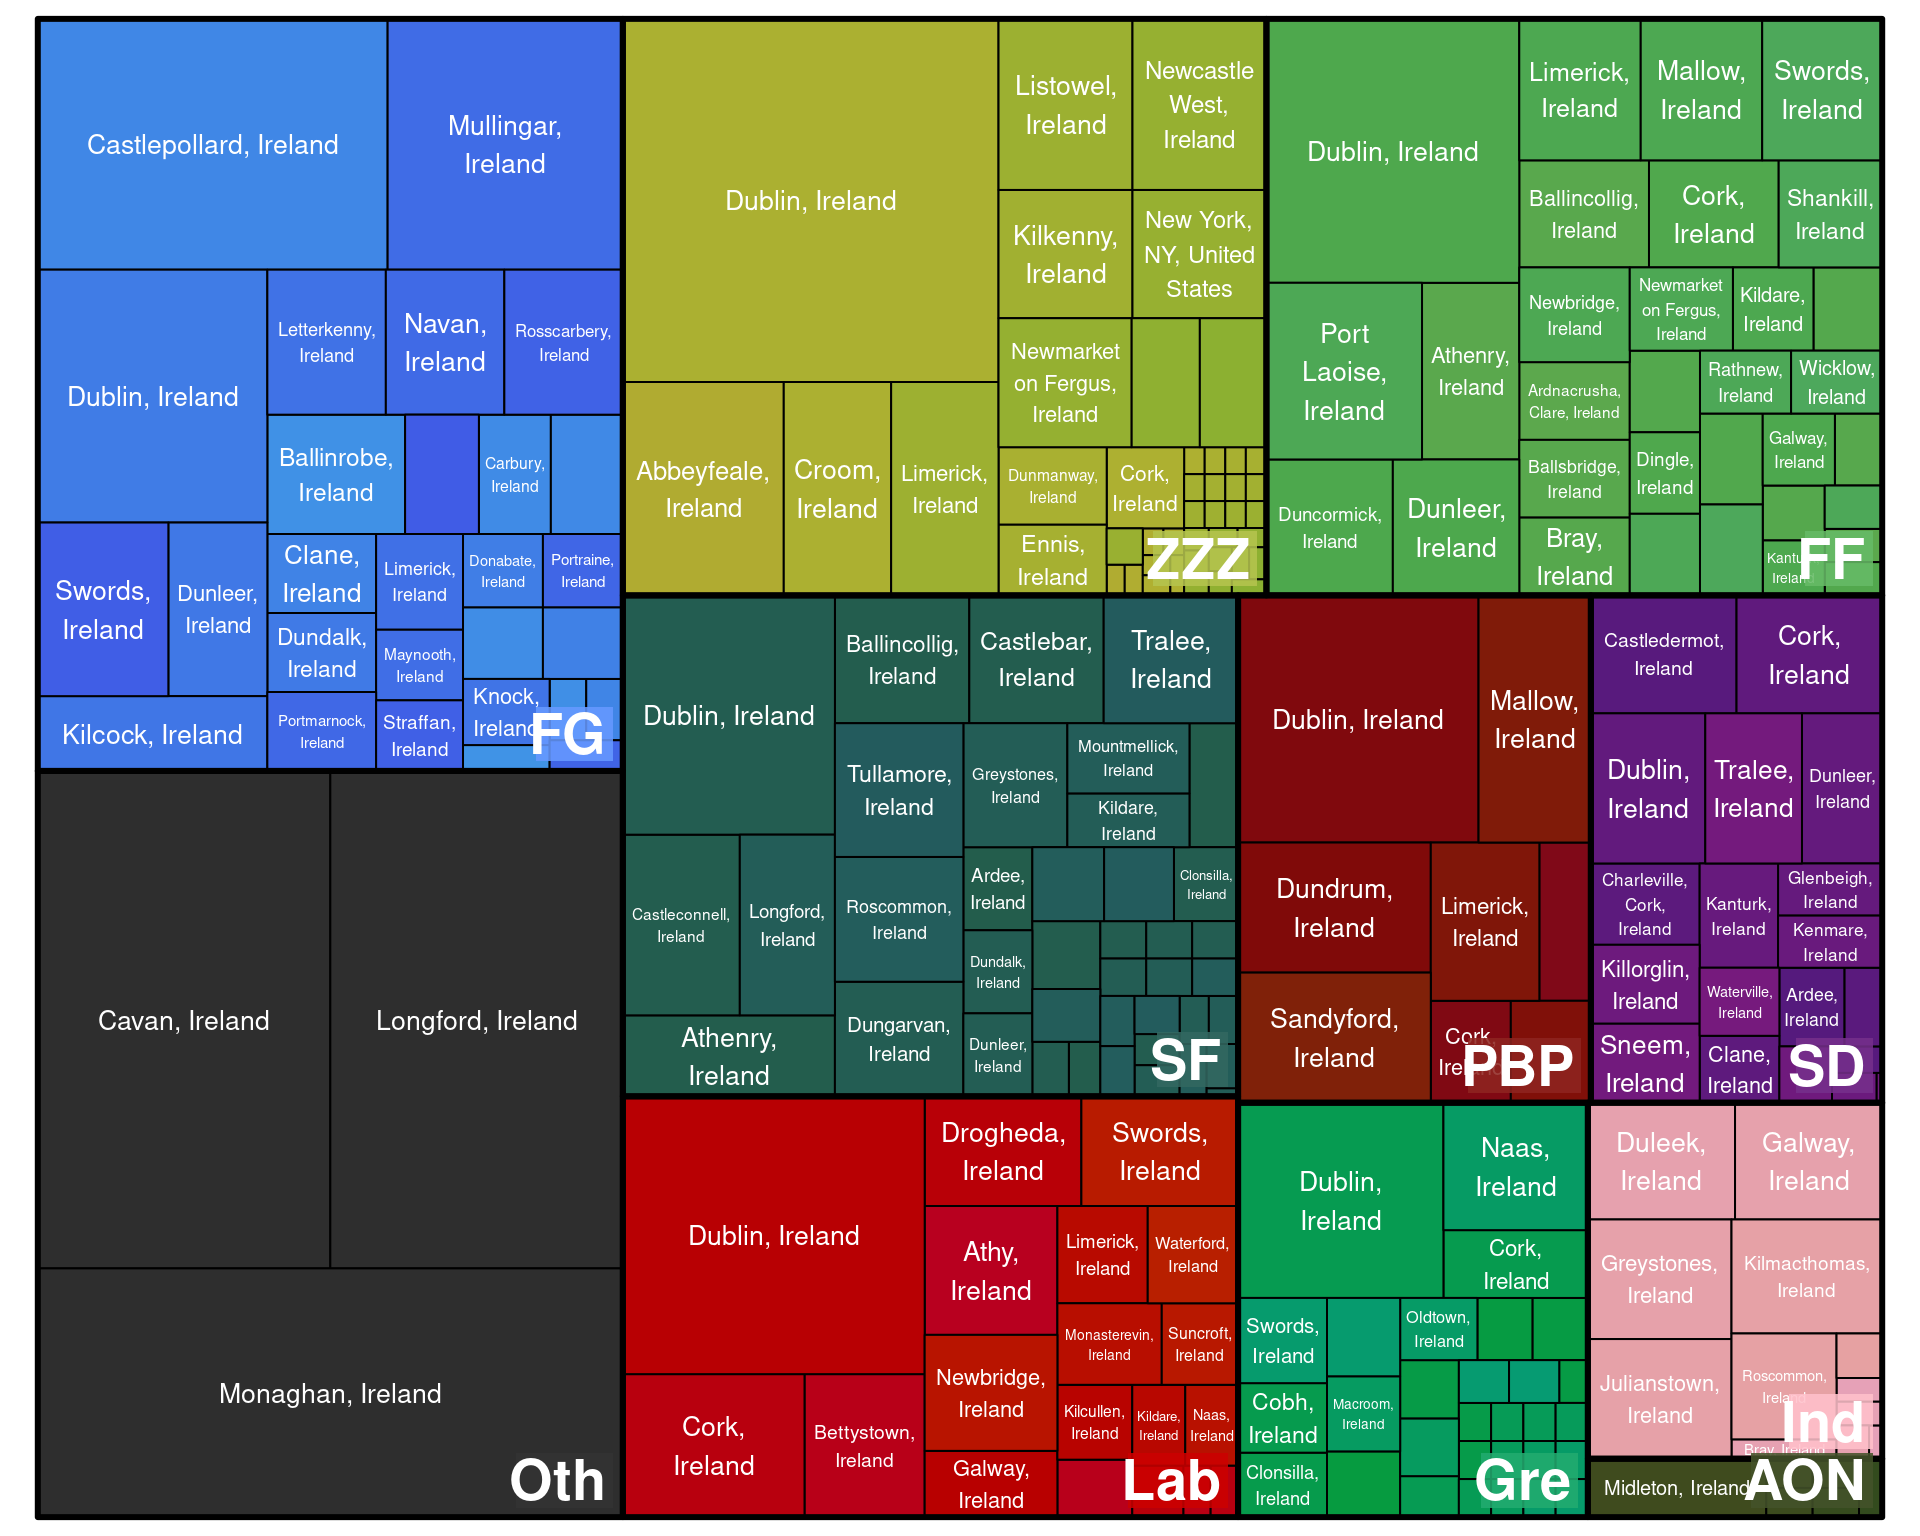 Castlepollard, Ireland
Mullingar,
Ireland
Dublin, Ireland
Letterkenny,
Ireland
Navan,
Ireland
Rosscarbery,
Ireland
Ballinrobe,
Ireland
Carbury,
Ireland
Swords,
Ireland
Dunleer,
Ireland
Clane,
Ireland
Limerick,
Ireland
Donabate,
Ireland
Portraine,
Ireland
Dundalk,
Ireland
Maynooth,
Ireland
Kilcock, Ireland
Portmarnock,
Ireland
Straffan,
Ireland
Knock,
Ireland
FG
Cavan, Ireland
Longford, Ireland
Monaghan, Ireland
Oth
Dublin, Ireland
Listowel,
Ireland
Newcastle
West,
Ireland
Kilkenny,
Ireland
New York,
NY, United
States
Newmarket
on Fergus,
Ireland
Abbeyfeale,
Ireland
Croom,
Ireland
Limerick,
Ireland
Dunmanway,
Ireland
Cork,
Ireland
Ennis,
Ireland
ZZZ
Dublin, Ireland
Limerick,
Ireland
Mallow,
Ireland
Swords,
Ireland
Ballincollig,
Ireland
Cork,
Ireland
Shankill,
Ireland
Port
Laoise,
Ireland
Athenry,
Ireland
Newbridge,
Ireland
Newmarket
on Fergus,
Ireland
Kildare,
Ireland
Ardnacrusha,
Clare, Ireland
Rathnew,
Ireland
Wicklow,
Ireland
Duncormick,
Ireland
Dunleer,
Ireland
Ballsbridge,
Ireland
Dingle,
Ireland
Galway,
Ireland
Bray,
Ireland
Kanturk,
Ireland
FF
Dublin, Ireland
Ballincollig,
Ireland
Castlebar,
Ireland
Tralee,
Ireland
Tullamore,
Ireland
Greystones,
Ireland
Mountmellick,
Ireland
Kildare,
Ireland
Castleconnell,
Ireland
Longford,
Ireland
Roscommon,
Ireland
Ardee,
Ireland
Clonsilla,
Ireland
Dundalk,
Ireland
Athenry,
Ireland
Dungarvan,
Ireland
Dunleer,
Ireland
SF
Dublin, Ireland
Mallow,
Ireland
Dundrum,
Ireland
Limerick,
Ireland
Sandyford,
Ireland
Cork,
Ireland
PBP
Castledermot,
Ireland
Cork,
Ireland
Dublin,
Ireland
Tralee,
Ireland
Dunleer,
Ireland
Charleville,
Cork,
Ireland
Kanturk,
Ireland
Glenbeigh,
Ireland
Kenmare,
Ireland
Killorglin,
Ireland
Waterville,
Ireland
Ardee,
Ireland
Sneem,
Ireland
Clane,
Ireland
SD
Dublin, Ireland
Drogheda,
Ireland
Swords,
Ireland
Athy,
Ireland
Limerick,
Ireland
Waterford,
Ireland
Monasterevin,
Ireland
Suncroft,
Ireland
Cork,
Ireland
Bettystown,
Ireland
Newbridge,
Ireland
Kilcullen,
Ireland
Kildare,
Ireland
Naas,
Ireland
Galway,
Ireland
Lab
Dublin,
Ireland
Naas,
Ireland
Cork,
Ireland
Swords,
Ireland
Oldtown,
Ireland
Cobh,
Ireland
Macroom,
Ireland
Clonsilla,
Ireland
Gre
Duleek,
Ireland
Galway,
Ireland
Greystones,
Ireland
Kilmacthomas,
Ireland
Julianstown,
Ireland
Roscommon,
Ireland
Bray, Ireland
Ind
Midleton, Ireland
AON